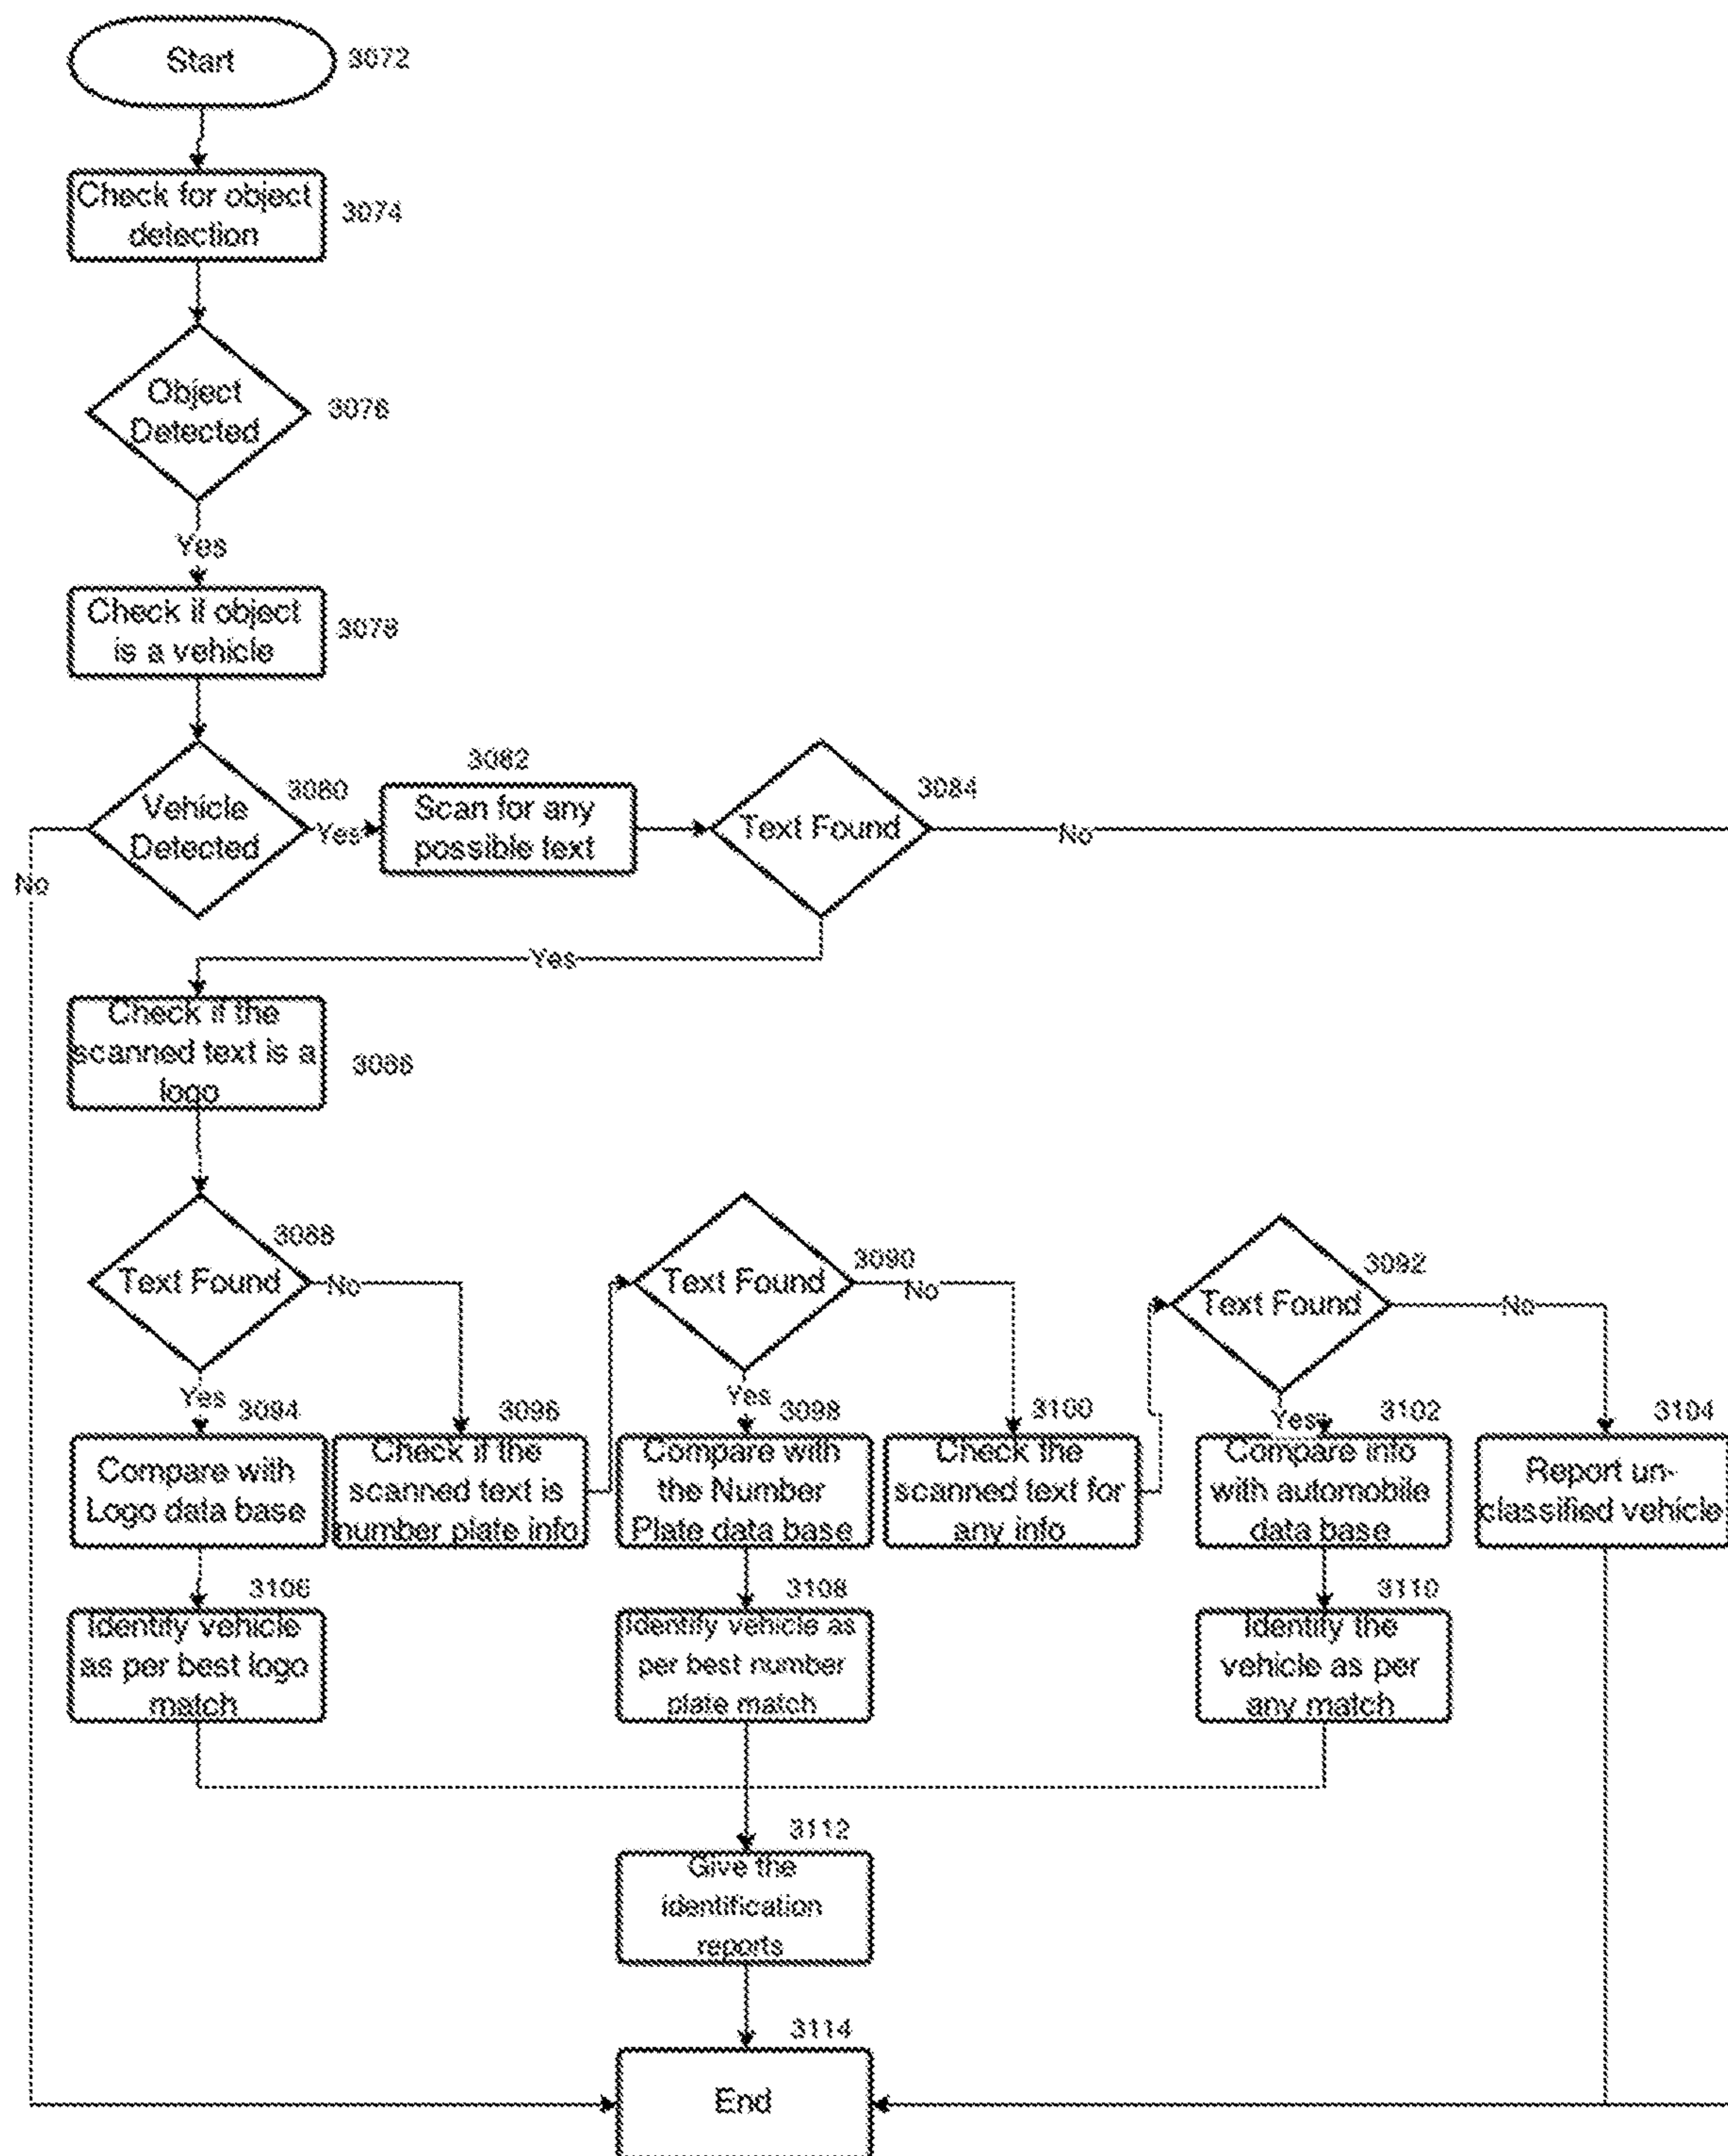 Start
3072
Check for object
detection
3074
Object
Detected
3076
Yes
Check if object
is a vehicle
3078
Vehicle
Detected
3080
No
Yes
3082
Scan for any
possible text
Text Found
3084
No
Yes
Check if the
scanned text is a
logo
3086
Text Found
3088
No
Yes
Text Found
3090
No
Yes
Text Found
3092
No
Yes
3094
Compare with
Logo data base
3096
Check if the
scanned text is
number plate info
3098
Compare with
the Number
Plate data base
3100
Check the
scanned text for
any info
3102
Compare info
with automobile
data base
3104
Report un-
classified vehicle
3106
Identify vehicle
as per best logo
match
3108
Identify vehicle as
per best number
plate match
3110
Identify the
vehicle as per
any match
3112
Give the
identification
reports
3114
End